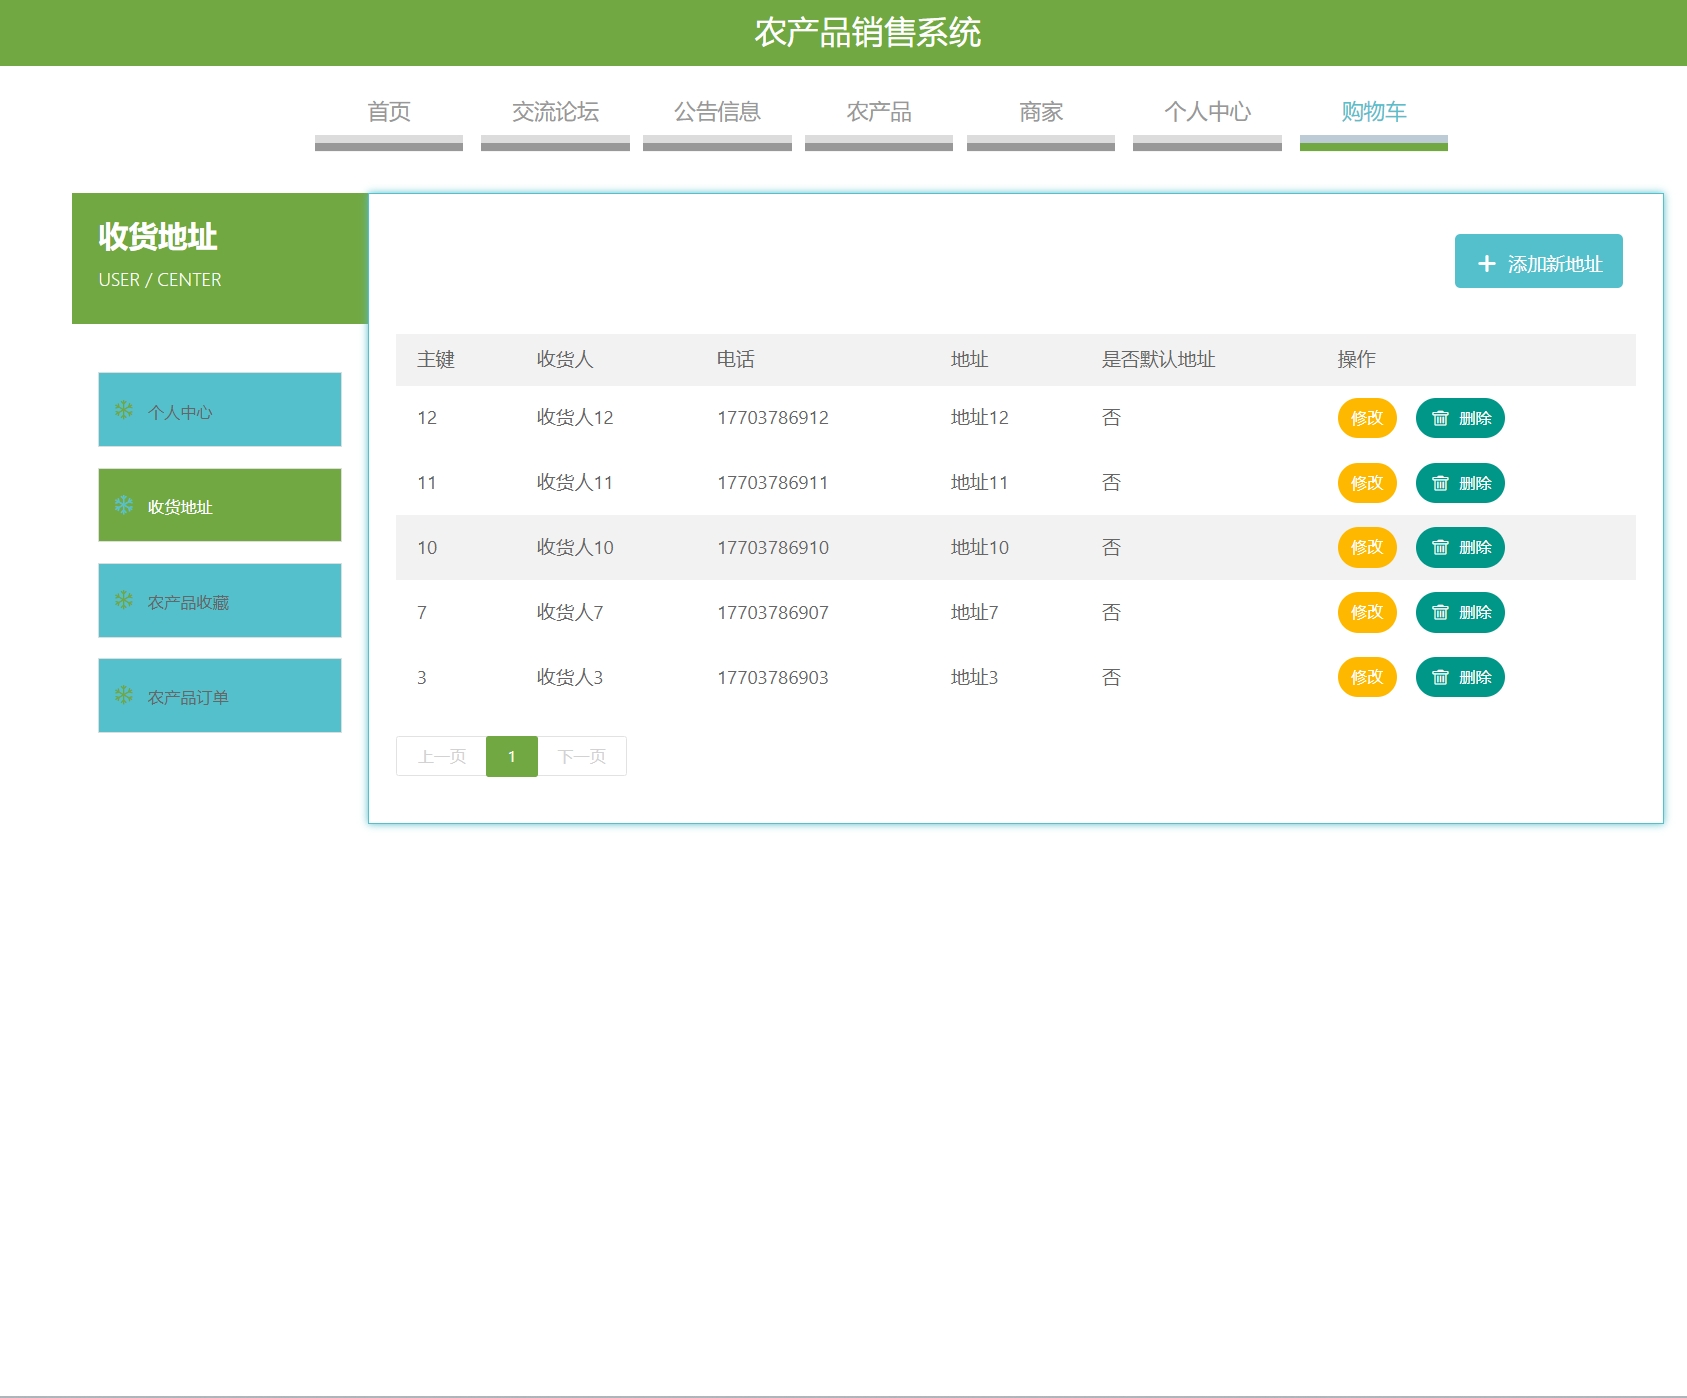 农产品销售系统
首页 交流论坛 公告信息 农产品 商家 个人中心 购物车
收货地址
USER / CENTER
个人中心
收货地址
农产品收藏
农产品订单
添加新地址
主键 收货人 电话 地址 是否默认地址 操作
12 收货人12 17703786912 地址12 否 修改 删除
11 收货人11 17703786911 地址11 否 修改 删除
10 收货人10 17703786910 地址10 否 修改 删除
7 收货人7 17703786907 地址7 否 修改 删除
3 收货人3 17703786903 地址3 否 修改 删除
上一页 1 下一页